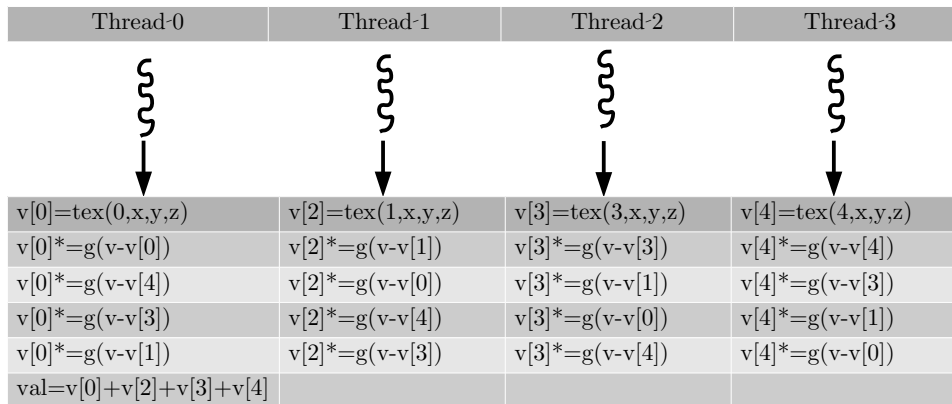 Thread-0 Thread-1 Thread-2 Thread-3
v[0]=tex(0,x,y,z) v[2]=tex(1,x,y,z) v[3]=tex(3,x,y,z) v[4]=tex(4,x,y,z)
v[0]*=g(v-v[0]) v[2]*=g(v-v[1]) v[3]*=g(v-v[3]) v[4]*=g(v-v[4])
v[0]*=g(v-v[4]) v[2]*=g(v-v[0]) v[3]*=g(v-v[1]) v[4]*=g(v-v[3])
v[0]*=g(v-v[3]) v[2]*=g(v-v[4]) v[3]*=g(v-v[0]) v[4]*=g(v-v[1])
v[0]*=g(v-v[1]) v[2]*=g(v-v[3]) v[3]*=g(v-v[4]) v[4]*=g(v-v[0])
val=v[0]+v[2]+v[3]+v[4]